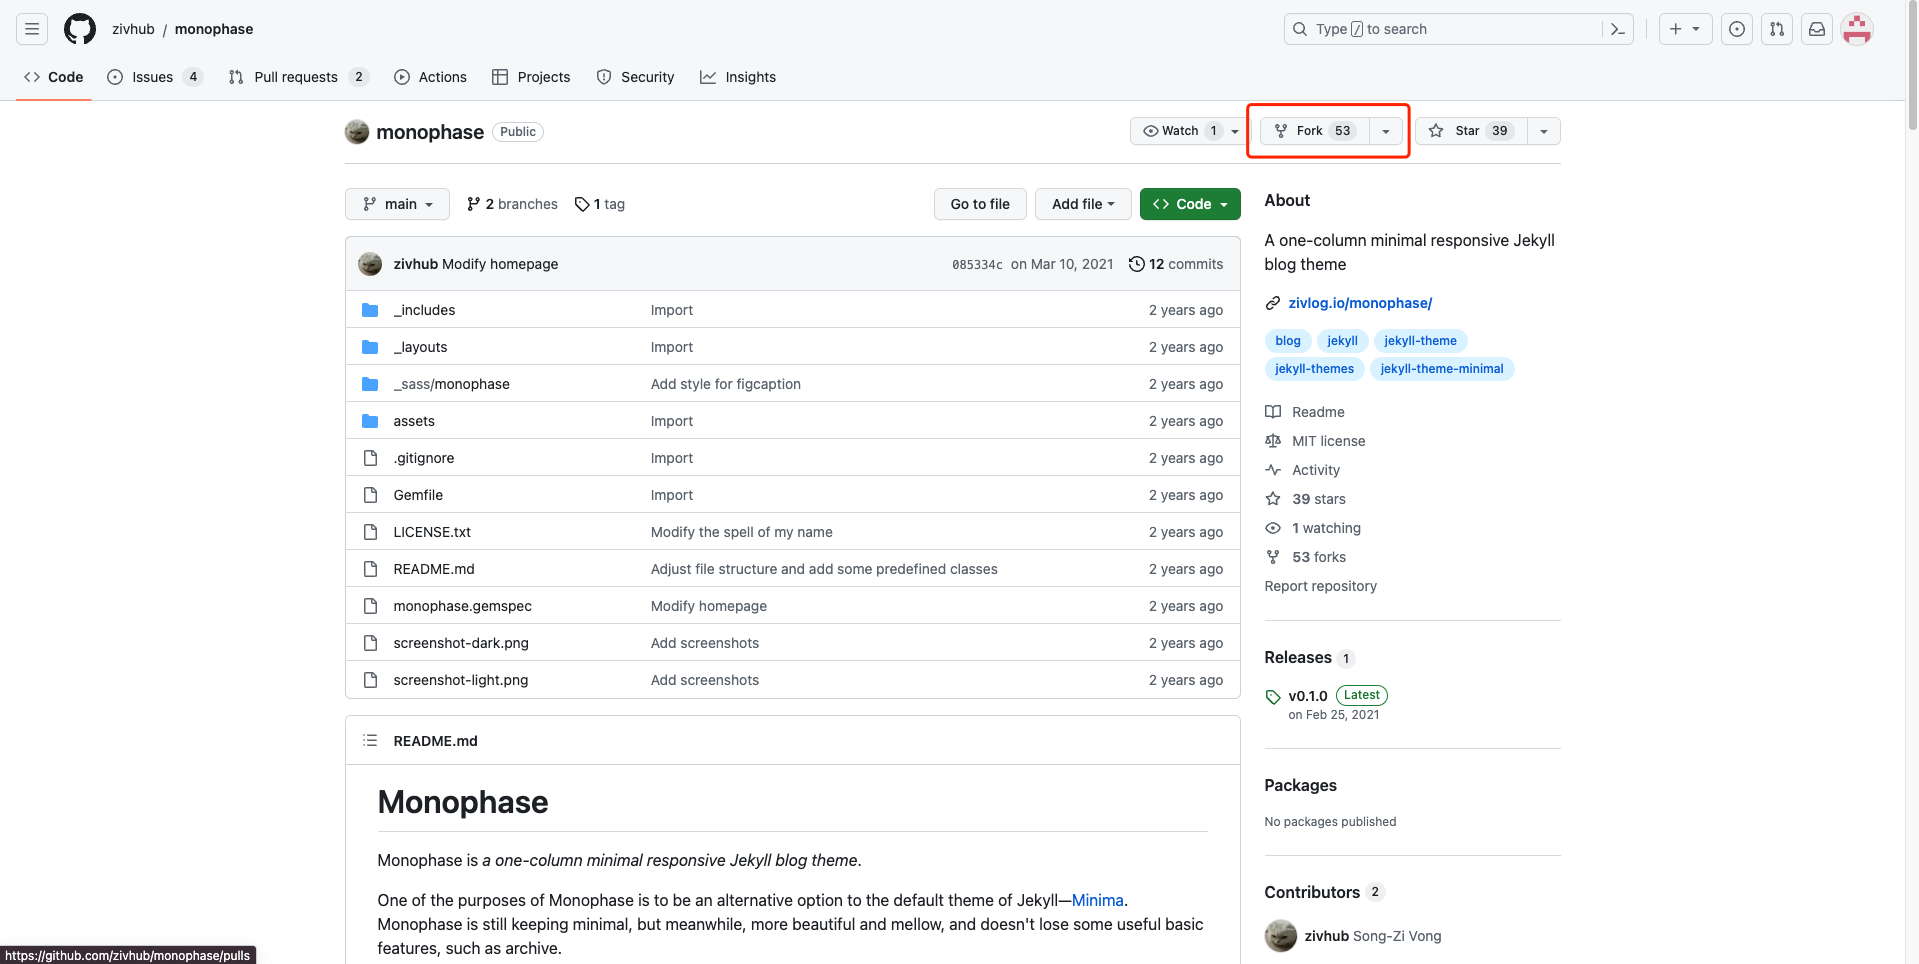 zivhub / monophase
Type / to search
Code Issues 4 Pull requests 2 Actions Projects Security Insights
monophase Public
Watch 1 Fork 53 Star 39
main 2 branches 1 tag Go to file Add file Code
zivhub Modify homepage 085334c on Mar 10, 2021 12 commits
_includes Import 2 years ago
_layouts Import 2 years ago
_sass/monophase Add style for figcaption 2 years ago
assets Import 2 years ago
.gitignore Import 2 years ago
Gemfile Import 2 years ago
LICENSE.txt Modify the spell of my name 2 years ago
README.md Adjust file structure and add some predefined classes 2 years ago
monophase.gemspec Modify homepage 2 years ago
screenshot-dark.png Add screenshots 2 years ago
screenshot-light.png Add screenshots 2 years ago
README.md
Monophase
Monophase is a one-column minimal responsive Jekyll blog theme.
One of the purposes of Monophase is to be an alternative option to the default theme of Jekyll—Minima.
Monophase is still keeping minimal, but meanwhile, more beautiful and mellow, and doesn't lose some useful basic
features, such as archive.
About
A one-column minimal responsive Jekyll
blog theme
zivlog.io/monophase/
blog jekyll jekyll-theme
jekyll-themes jekyll-theme-minimal
Readme
MIT license
Activity
39 stars
1 watching
53 forks
Report repository
Releases 1
v0.1.0 Latest
on Feb 25, 2021
Packages
No packages published
Contributors 2
zivhub Song-Zi Vong
https://github.com/zivhub/monophase/pulls